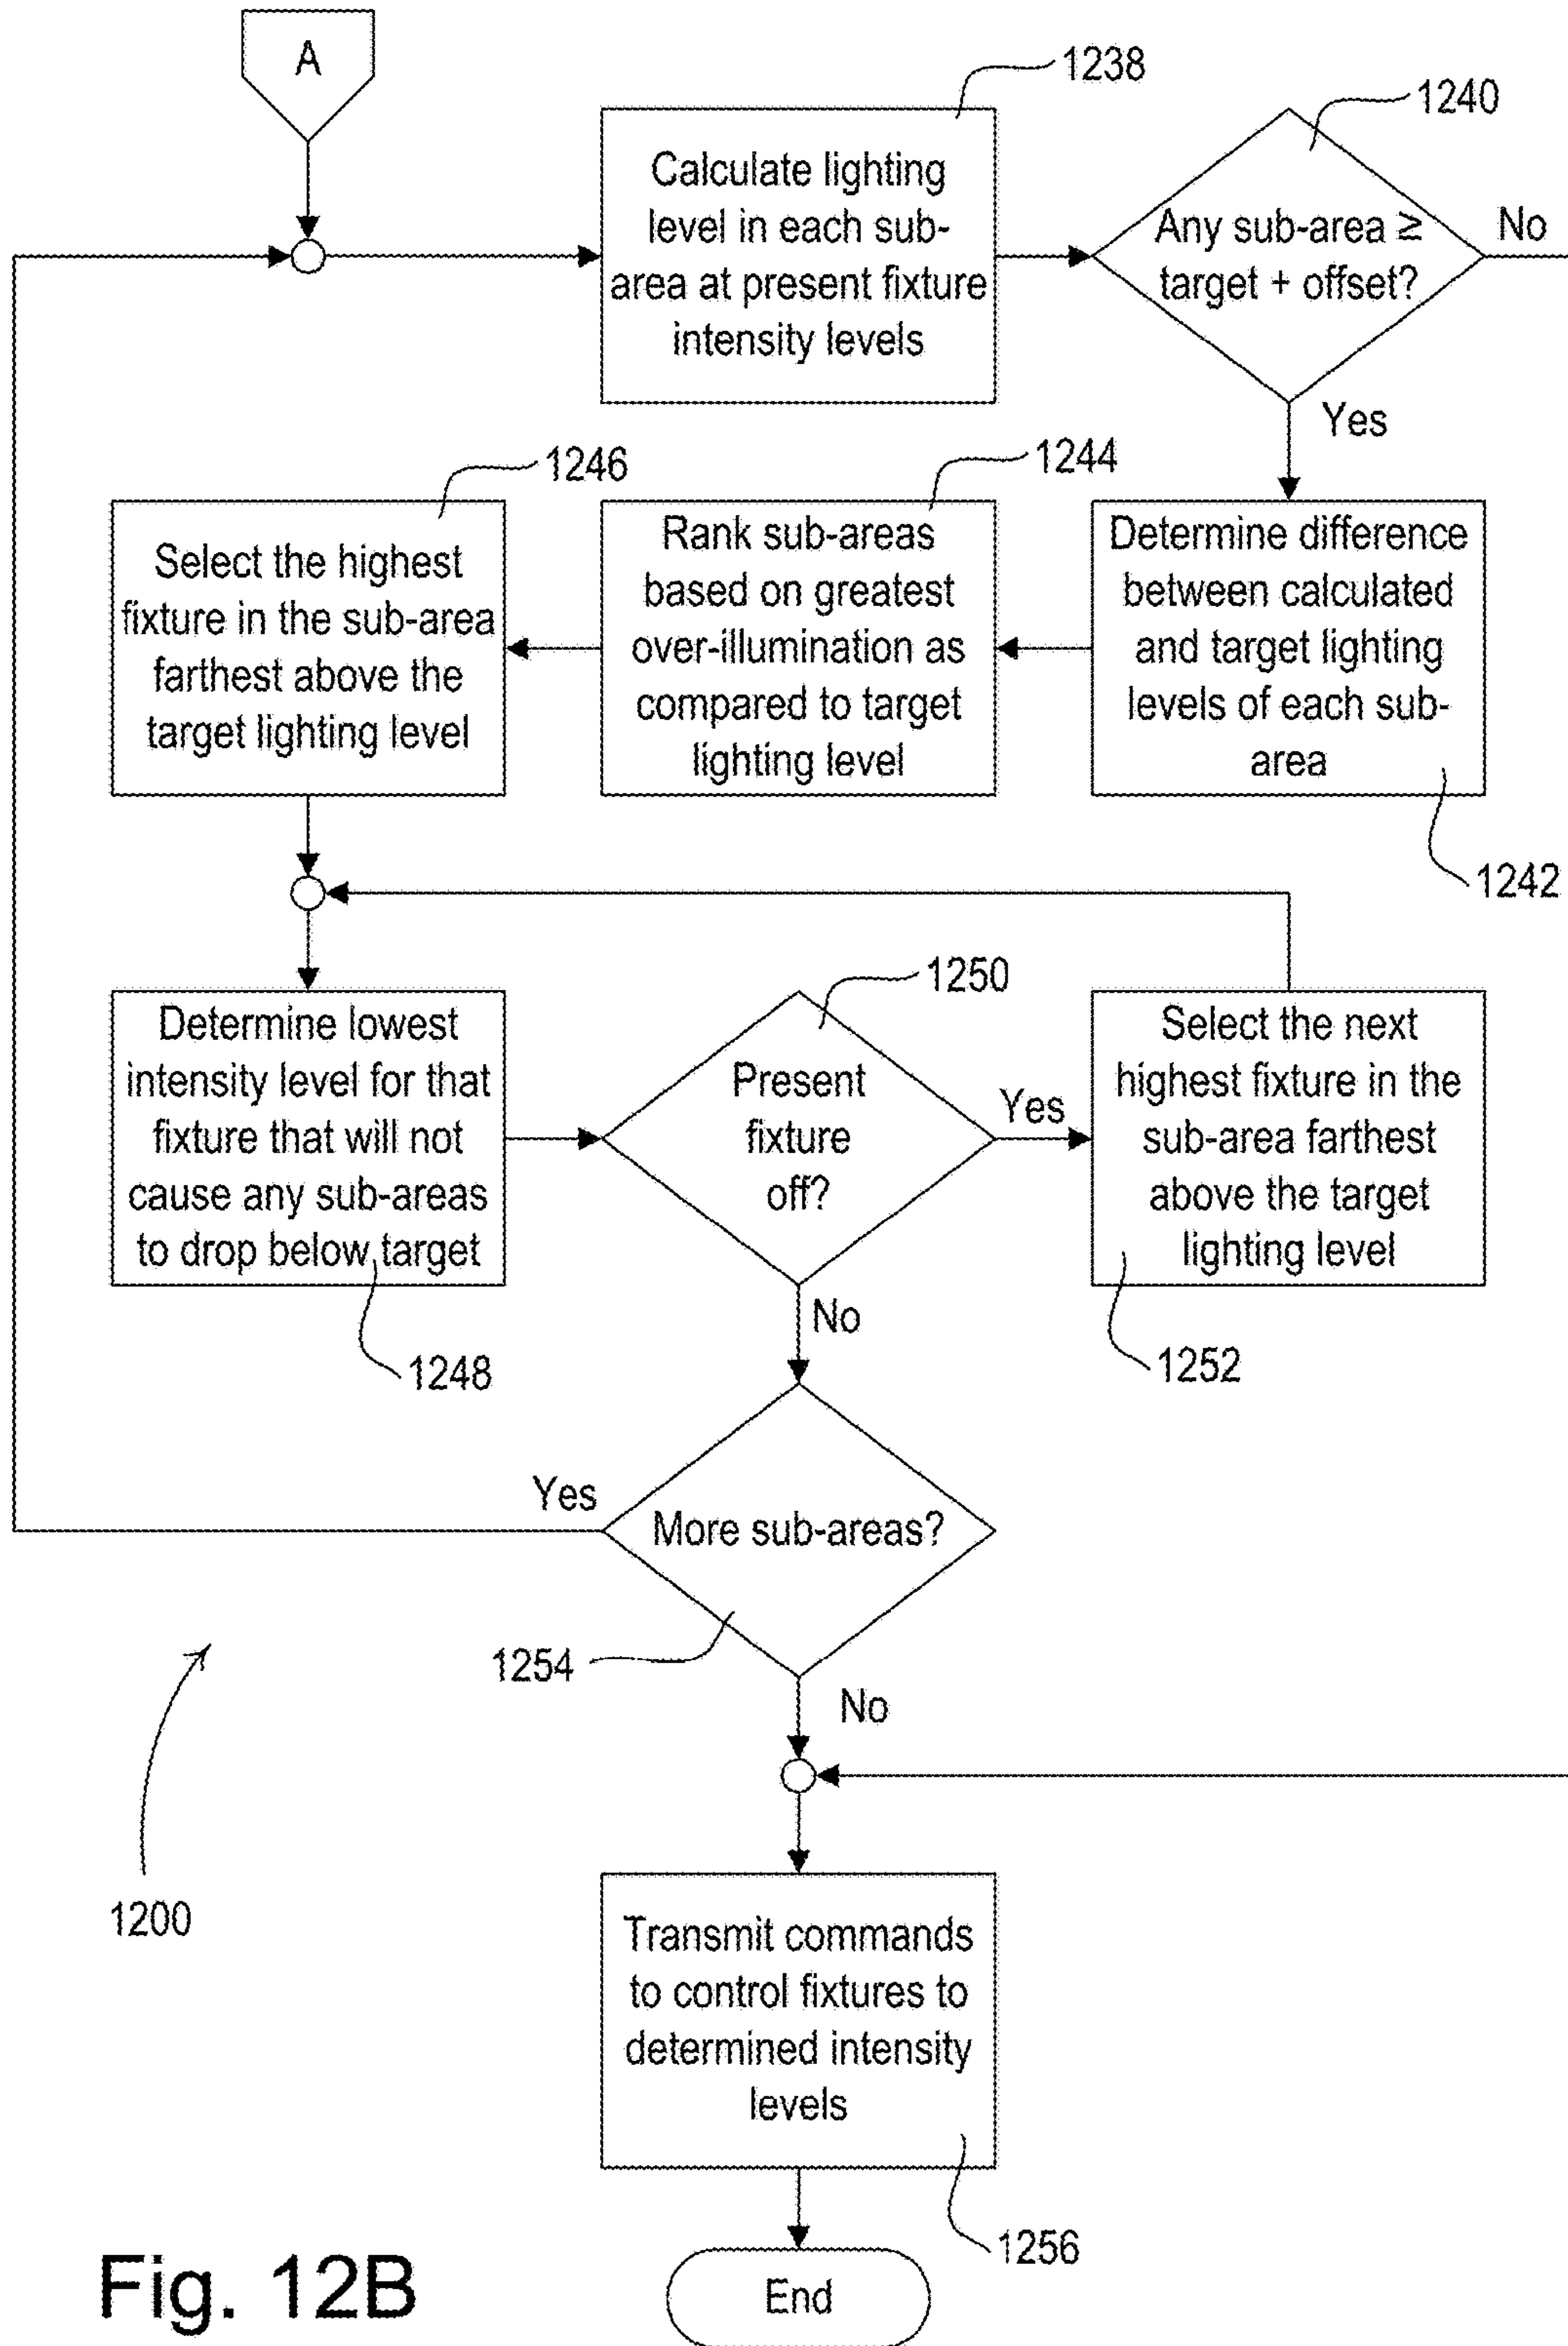 A
1238
Calculate lighting
level in each sub-
area at present fixture
intensity levels
1240
Any sub-area ≥
target + offset?
No
Yes
1246
Select the highest
fixture in the sub-area
farthest above the
target lighting level
1244
Rank sub-areas
based on greatest
over-illumination as
compared to target
lighting level
Determine difference
between calculated
and target lighting
levels of each sub-
area
1242
Determine lowest
intensity level for that
fixture that will not
cause any sub-areas
to drop below target
1248
1250
Present
fixture
off?
Yes
No
Select the next
highest fixture in the
sub-area farthest
above the target
lighting level
1252
Yes
More sub-areas?
1254
No
1200
Transmit commands
to control fixtures to
determined intensity
levels
1256
End
Fig. 12B